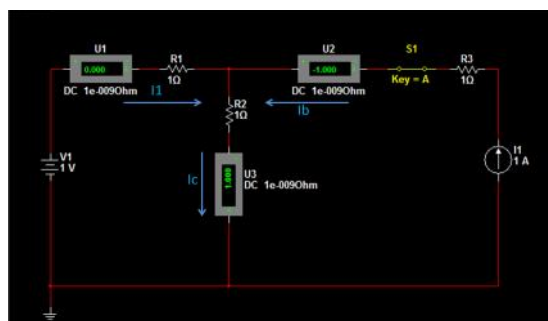 U1
0.000
DC 1e-009Ohm
R1
1Ω
U2
-1.000
DC 1e-009Ohm
S1
Key = A
R3
1Ω
I1
Ib
R2
1Ω
V1
1 V
Ic
1.000
U3
DC 1e-009Ohm
I1
1 A